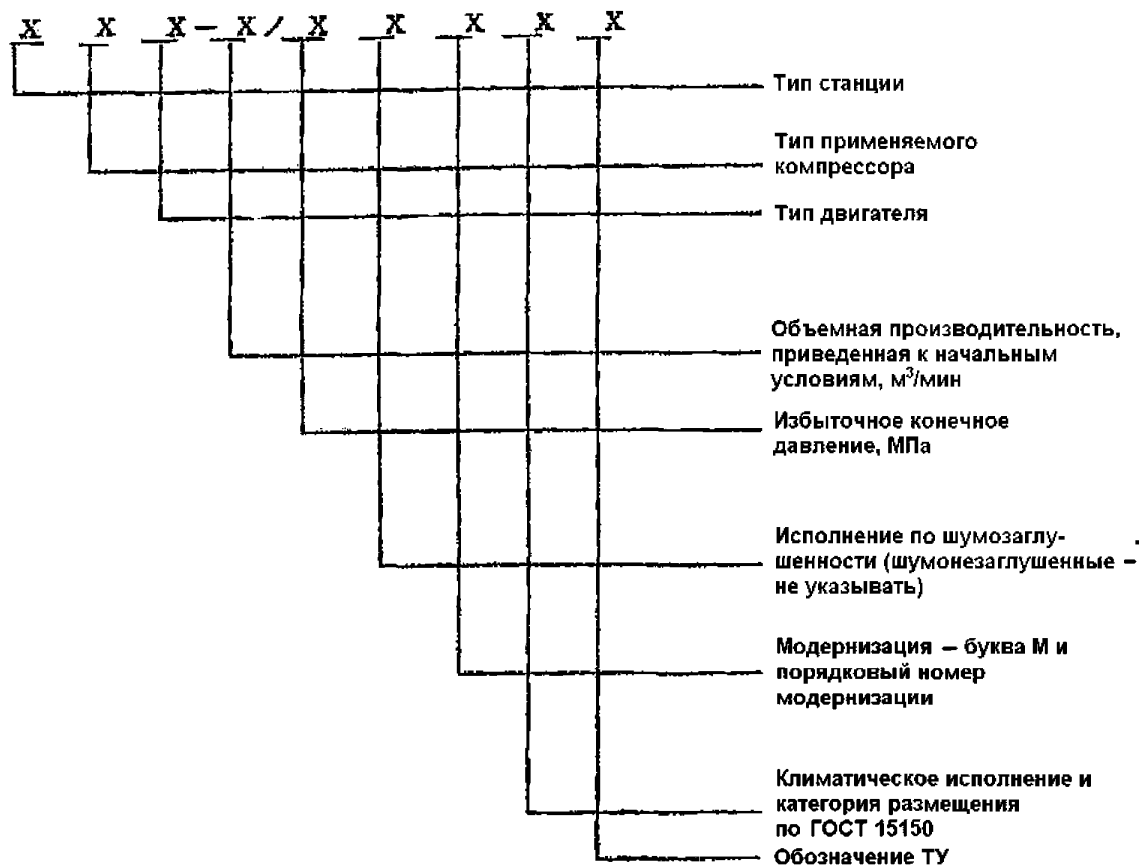 X X X – X / X X X X X
Тип станции
Тип применяемого
компрессора
Тип двигателя
Объемная производительность,
приведенная к начальным
условиям, м³/мин
Избыточное конечное
давление, МПа
Исполнение по шумозаглу-
шенности (шумонезаглушенные –
не указывать)
Модернизация – буква М и
порядковый номер
модернизации
Климатическое исполнение и
категория размещения
по ГОСТ 15150
Обозначение ТУ